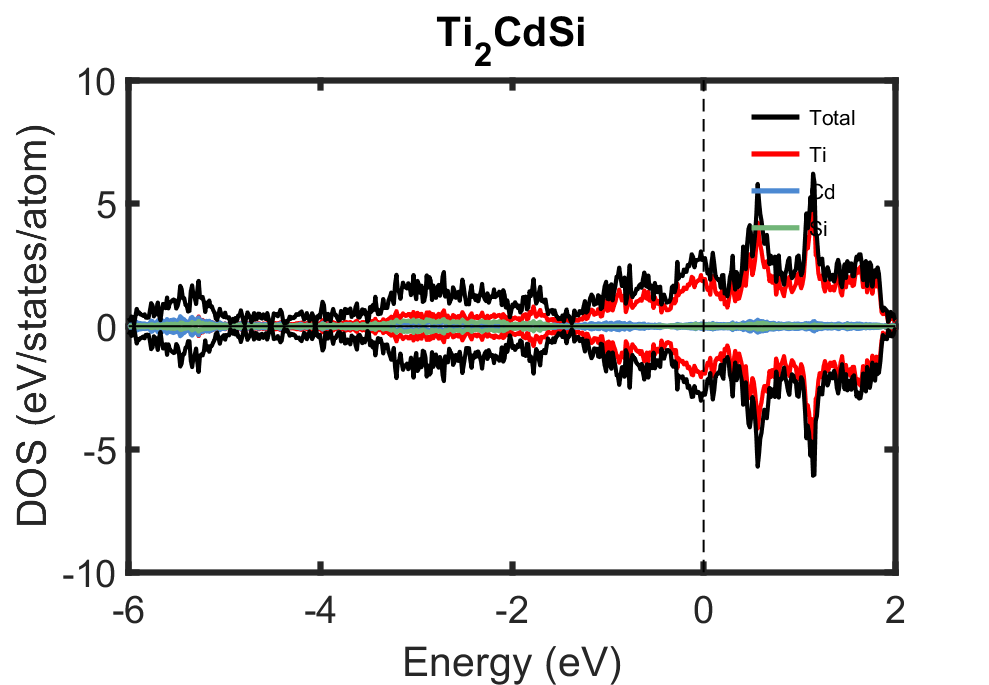 Ti₂CdSi
DOS (eV/states/atom)
10
5
0
-5
-10
Total
Ti
Cd
Si
-6
-4
-2
0
2
Energy (eV)